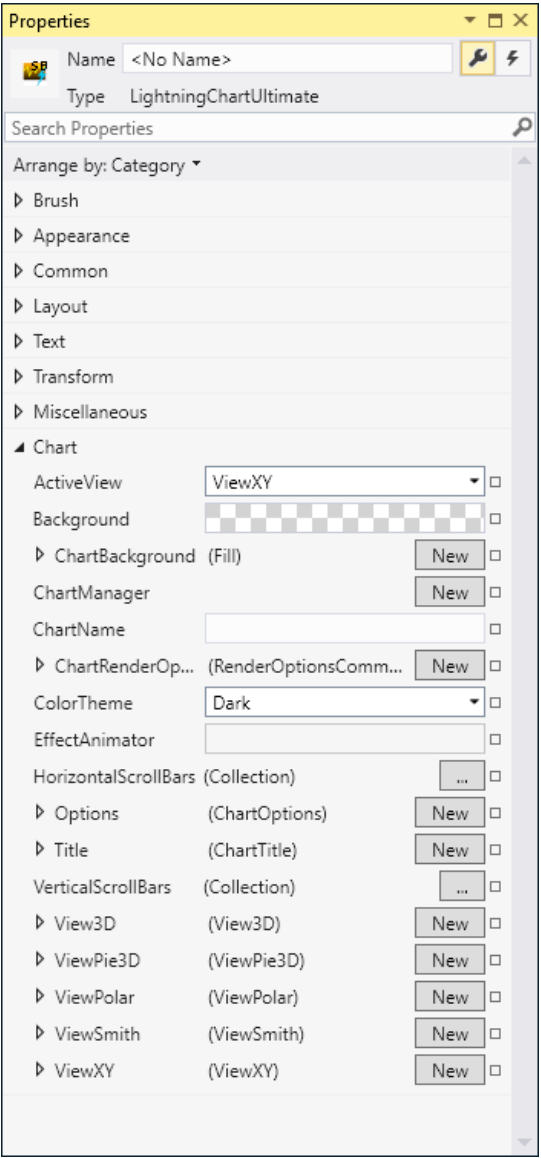 Properties
Name <No Name>
Type LightningChartUltimate
Search Properties
Arrange by: Category
Brush
Appearance
Common
Layout
Text
Transform
Miscellaneous
Chart
ActiveView ViewXY
Background
ChartBackground (Fill) New
ChartManager New
ChartName
ChartRenderOp... (RenderOptionsComm... New
ColorTheme Dark
EffectAnimator
HorizontalScrollBars (Collection) ...
Options (ChartOptions) New
Title (ChartTitle) New
VerticalScrollBars (Collection) ...
View3D (View3D) New
ViewPie3D (ViewPie3D) New
ViewPolar (ViewPolar) New
ViewSmith (ViewSmith) New
ViewXY (ViewXY) New